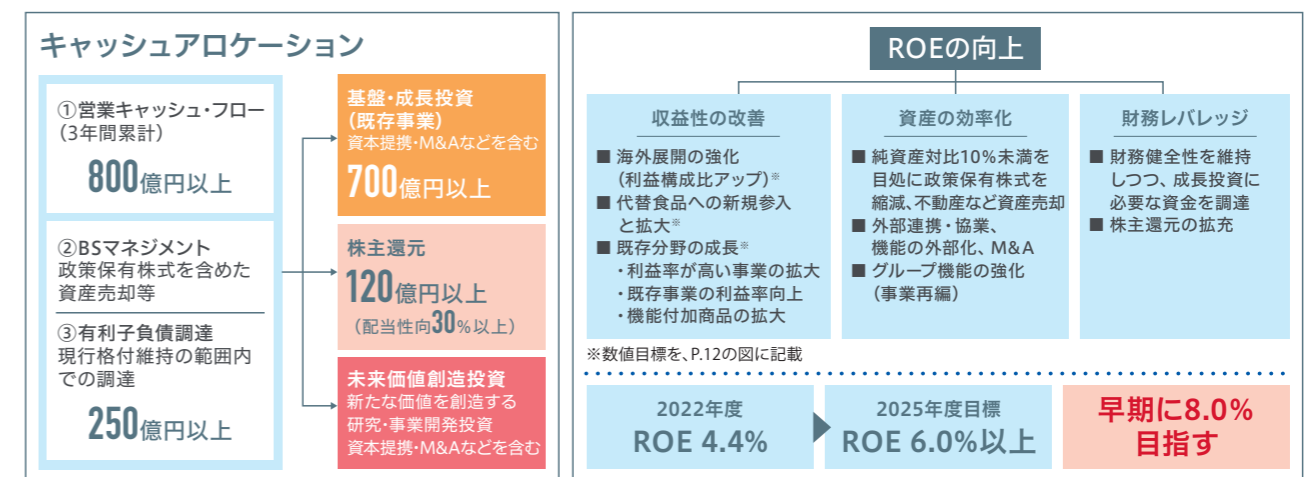 キャッシュアロケーション
①営業キャッシュ・フロー
(3年間累計)
800億円以上
②BSマネジメント
政策保有株式を含めた
資産売却等
③有利子負債調達
現行格付維持の範囲内
での調達
250億円以上
基盤・成長投資
(既存事業)
資本提携・M&Aなどを含む
700億円以上
株主還元
120億円以上
(配当性向30%以上)
未来価値創造投資
新たな価値を創造する
研究・事業開発投資
資本提携・M&Aなどを含む
ROEの向上
収益性の改善
■ 海外展開の強化
(利益構成比アップ)※
■ 代替食品への新規参入
と拡大※
■ 既存分野の成長※
・利益率が高い事業の拡大
・既存事業の利益率向上
・機能付加商品の拡大
資産の効率化
■ 純資産対比10%未満を
目処に政策保有株式を
縮減、不動産など資産売却
■ 外部連携・協業、
機能の外部化、M&A
■ グループ機能の強化
(事業再編)
財務レバレッジ
■ 財務健全性を維持
しつつ、成長投資に
必要な資金を調達
■ 株主還元の拡充
※数値目標を、P.12の図に記載
2022年度
ROE 4.4%
2025年度目標
ROE 6.0%以上
早期に8.0%
目指す